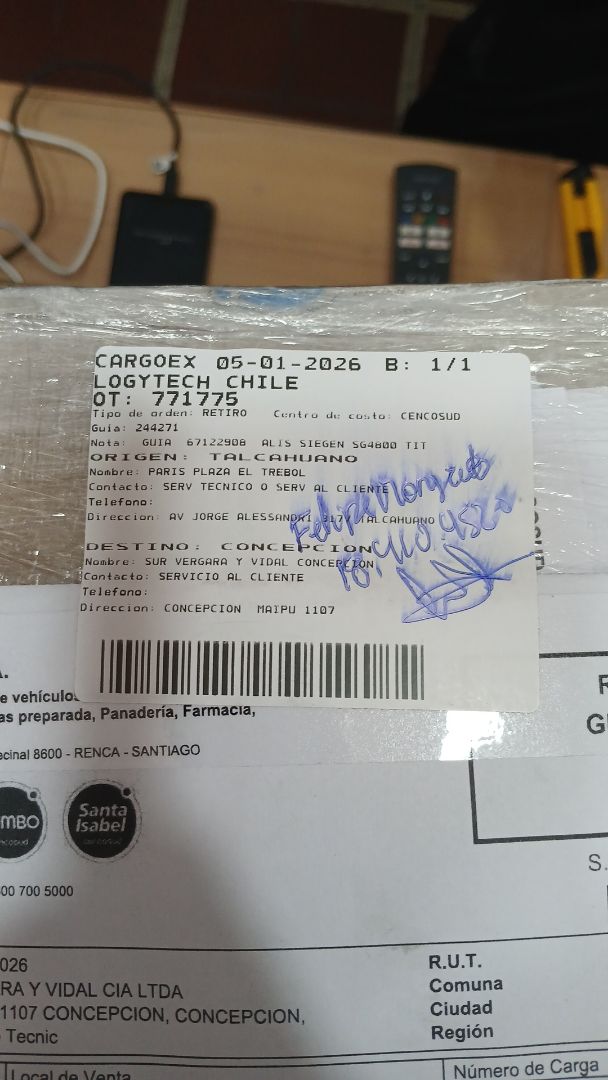 CARGOEX 05-01-2026 B: 1/1
LOGYTECH CHILE
OT: 771775
Tipo de orden: RETIRO Centro de costo: CENCOSUD
Guia: 244271
Nota: GUIA 67122908 ALIS SIEGEN SG4800 TIT
ORIGEN: TALCAHUANO
Nombre: PARIS PLAZA EL TREBOL
Contacto: SERV TECNICO O SERV AL CLIENTE
Telefono:
Direccion: AV JORGE ALESSANDRI 3177 TALCAHUANO
Felipe
DESTINO: CONCEPCION
Nombre: SUR VERGARA Y VIDAL CONCEPCION
Contacto: SERVICIO AL CLIENTE
Telefono:
Direccion: CONCEPCION MAIPU 1107
A.
e vehículos
as preparada, Panadería, Farmacia,
cinal 8600 - RENCA - SANTIAGO
R
G
MBO
Santa
Isabel
cencosud
00 700 5000
S.
026
RA Y VIDAL CIA LTDA
1107 CONCEPCION, CONCEPCION,
Tecnic
R.U.T.
Comuna
Ciudad
Región
Local de Venta
Número de Carga